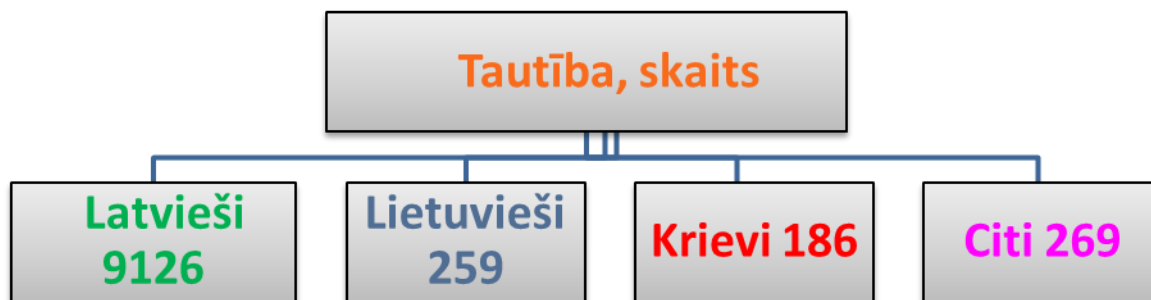 Tautība, skaits
Latvieši
9126
Lietuvieši
259
Krievi 186
Citi 269